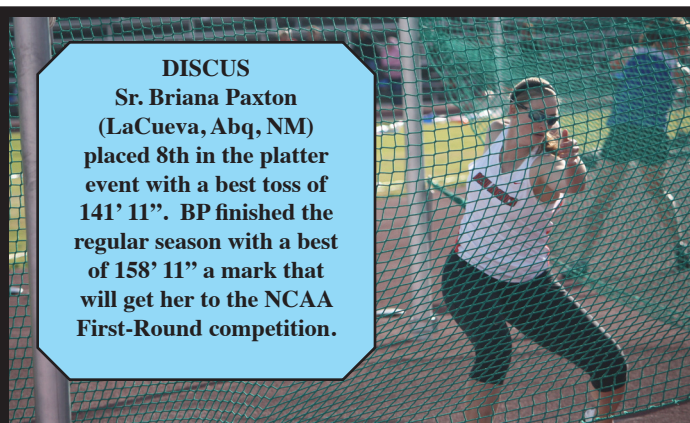 DISCUS
Sr. Briana Paxton
(LaCueva, Abq, NM)
placed 8th in the platter
event with a best toss of
141’ 11”.  BP finished the
regular season with a best
of 158’ 11” a mark that
will get her to the NCAA
First-Round competition.